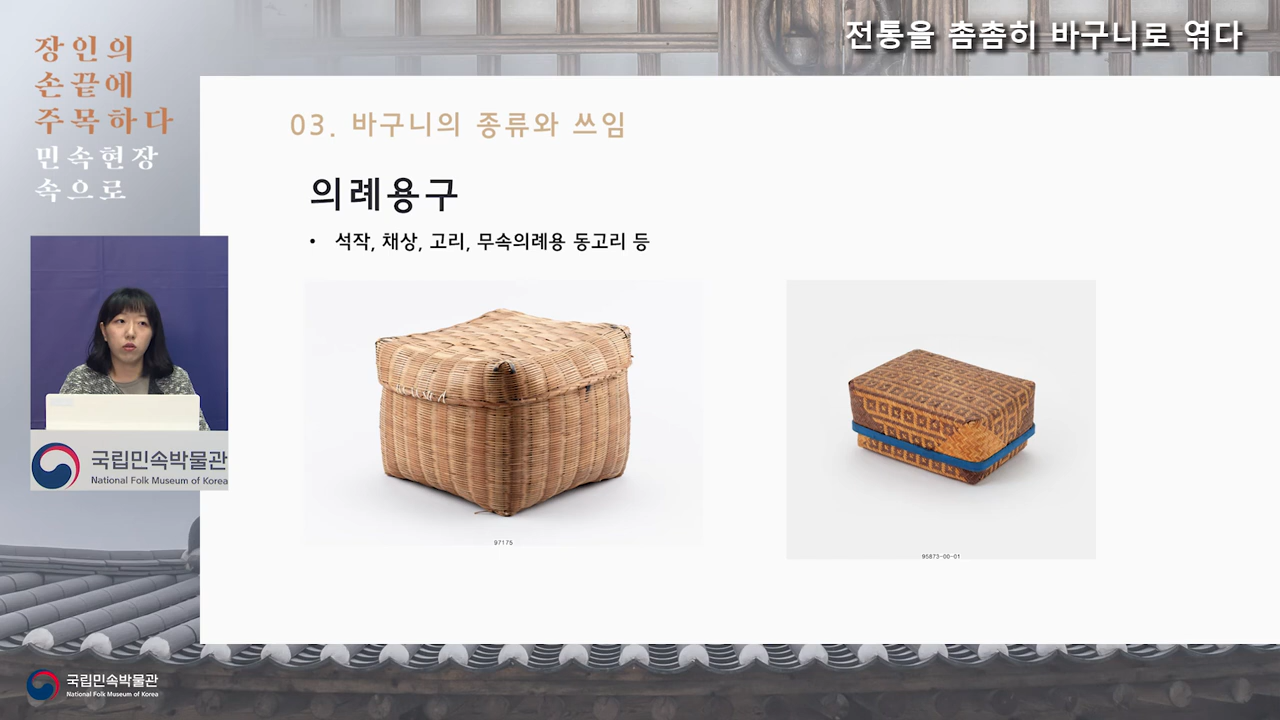 전통을 촘촘히 바구니로 엮다
장인의
손끝에
주목하다
민속현장
속으로
03. 바구니의 종류와 쓰임
의례용구
• 석작, 채상, 고리, 무속의례용 동고리 등
97175
95873-00-01
국립민속박물관
National Folk Museum of Korea
국립민속박물관
National Folk Museum of Korea